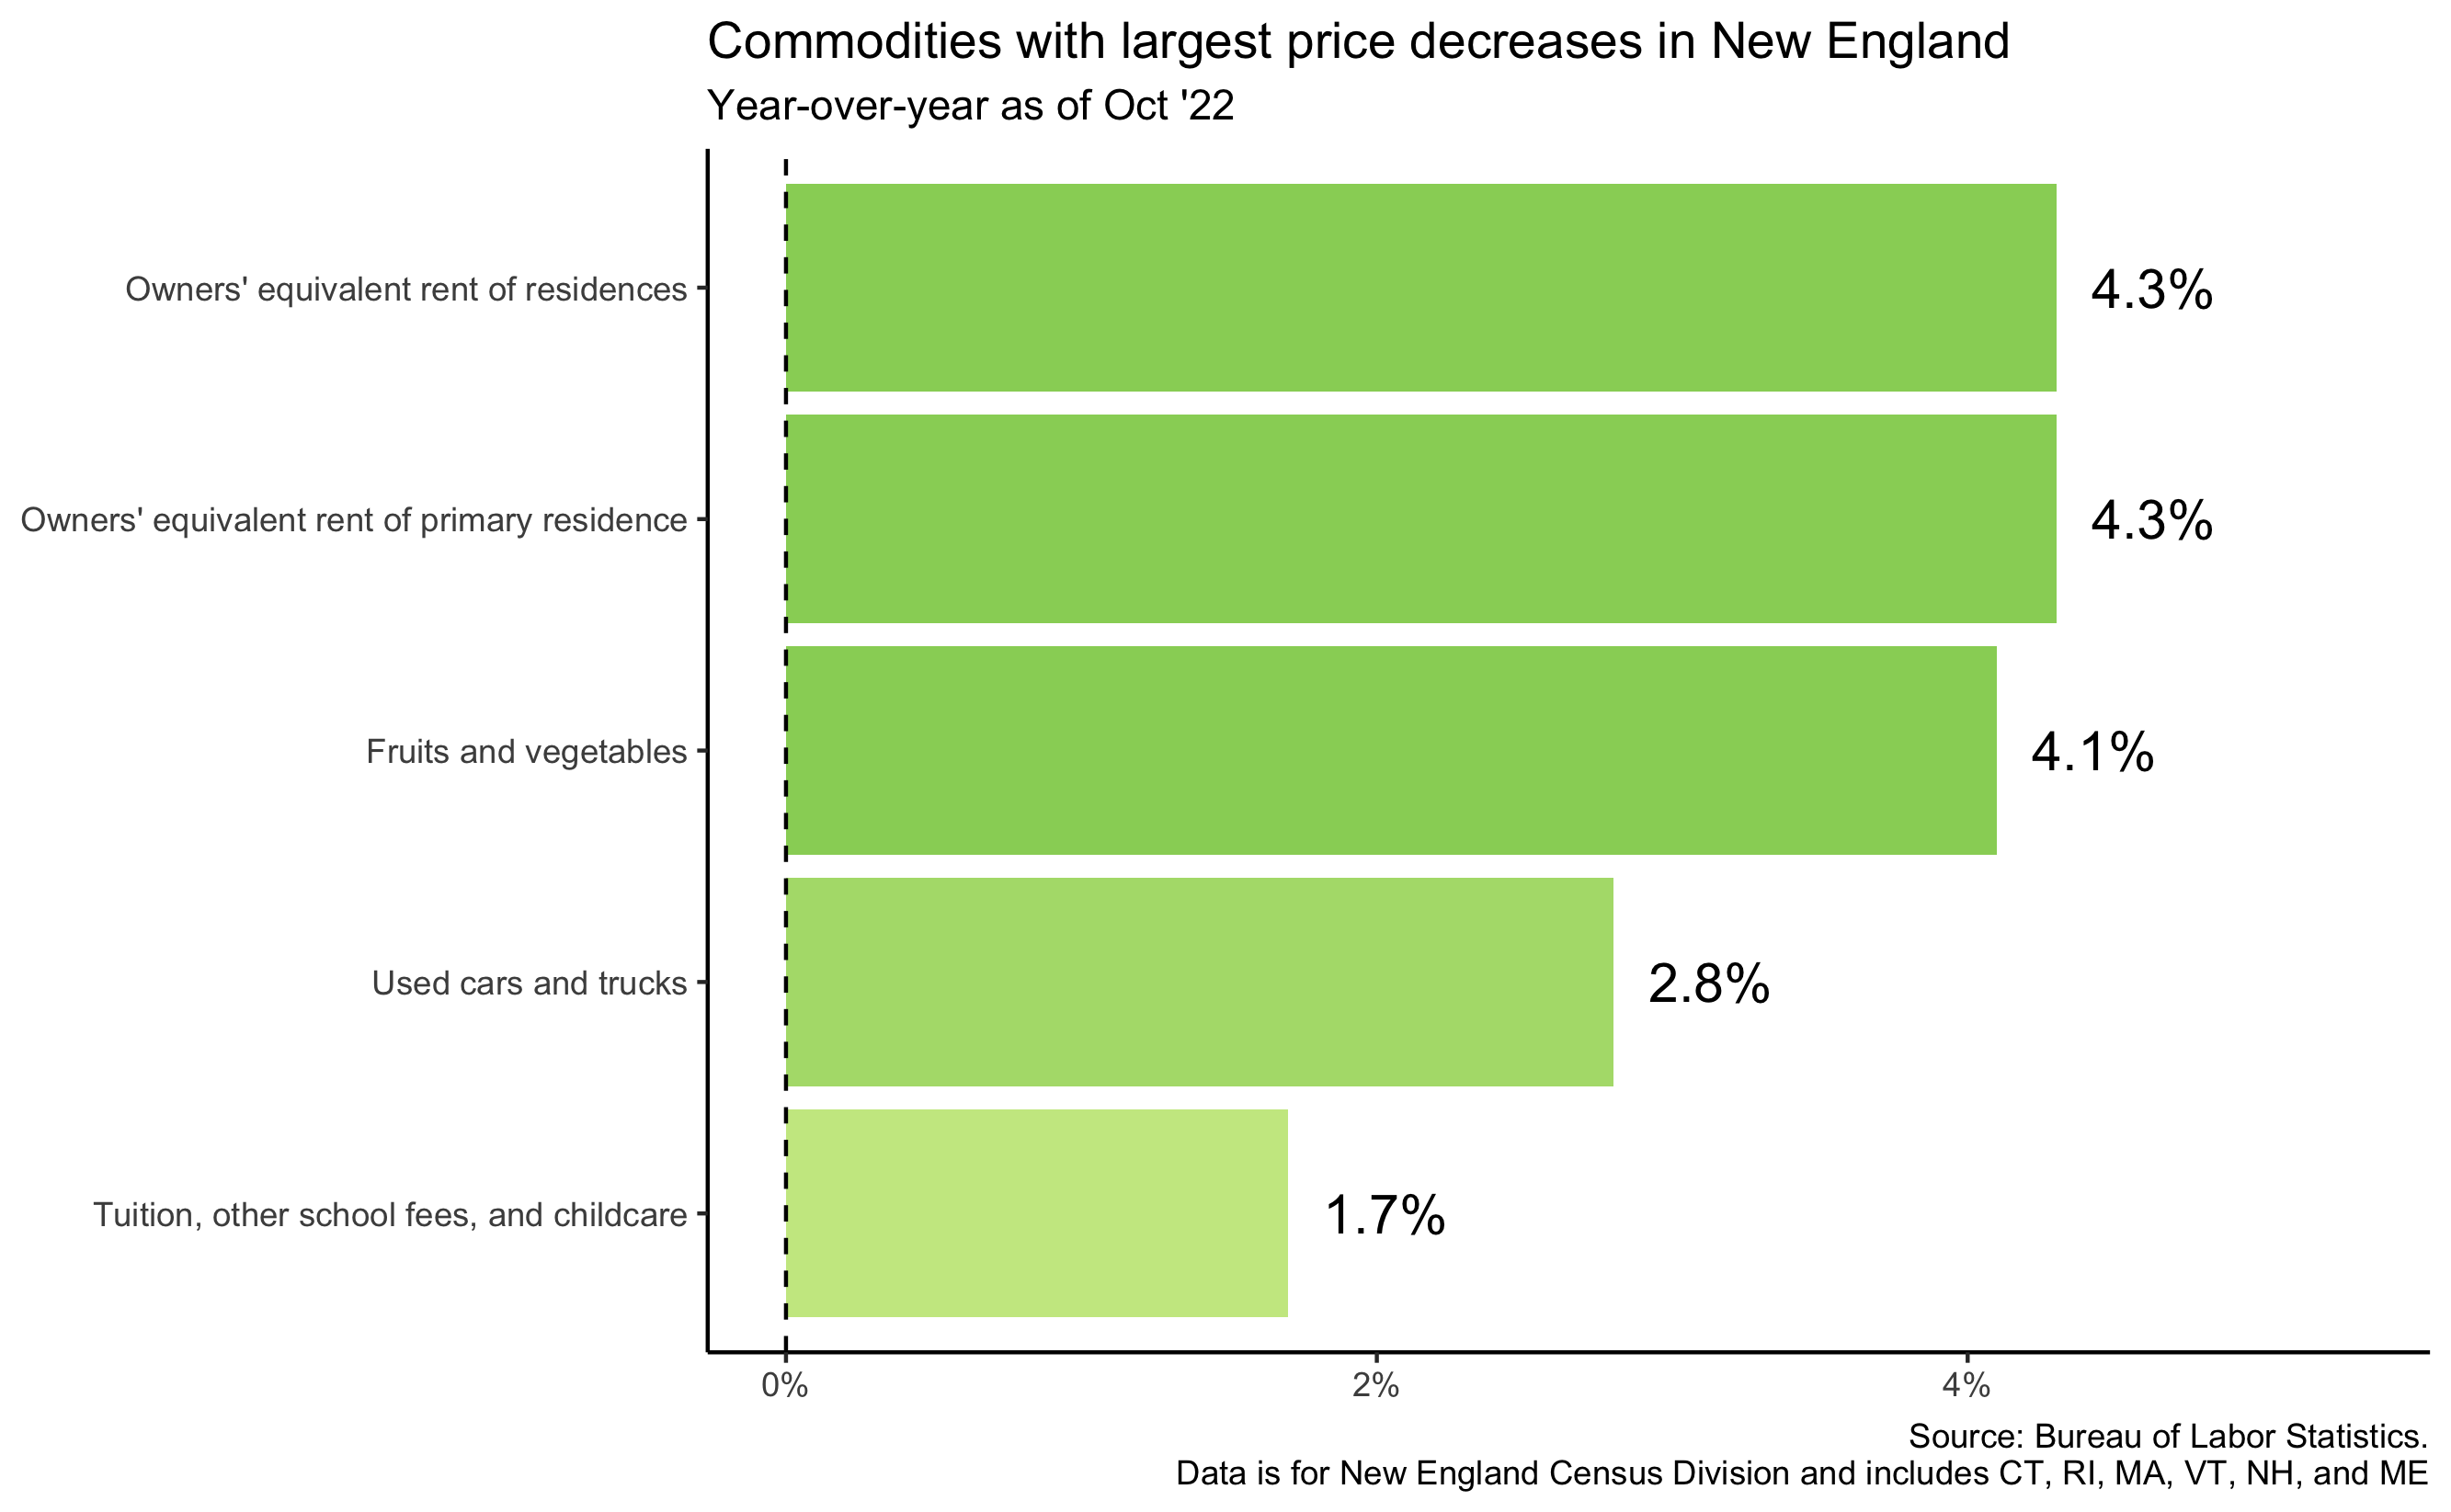 Commodities with largest price decreases in New England
Year-over-year as of Oct '22
Owners' equivalent rent of residences
4.3%
Owners' equivalent rent of primary residence
4.3%
Fruits and vegetables
4.1%
Used cars and trucks
2.8%
Tuition, other school fees, and childcare
1.7%
0% 2% 4%
Source: Bureau of Labor Statistics.
Data is for New England Census Division and includes CT, RI, MA, VT, NH, and ME